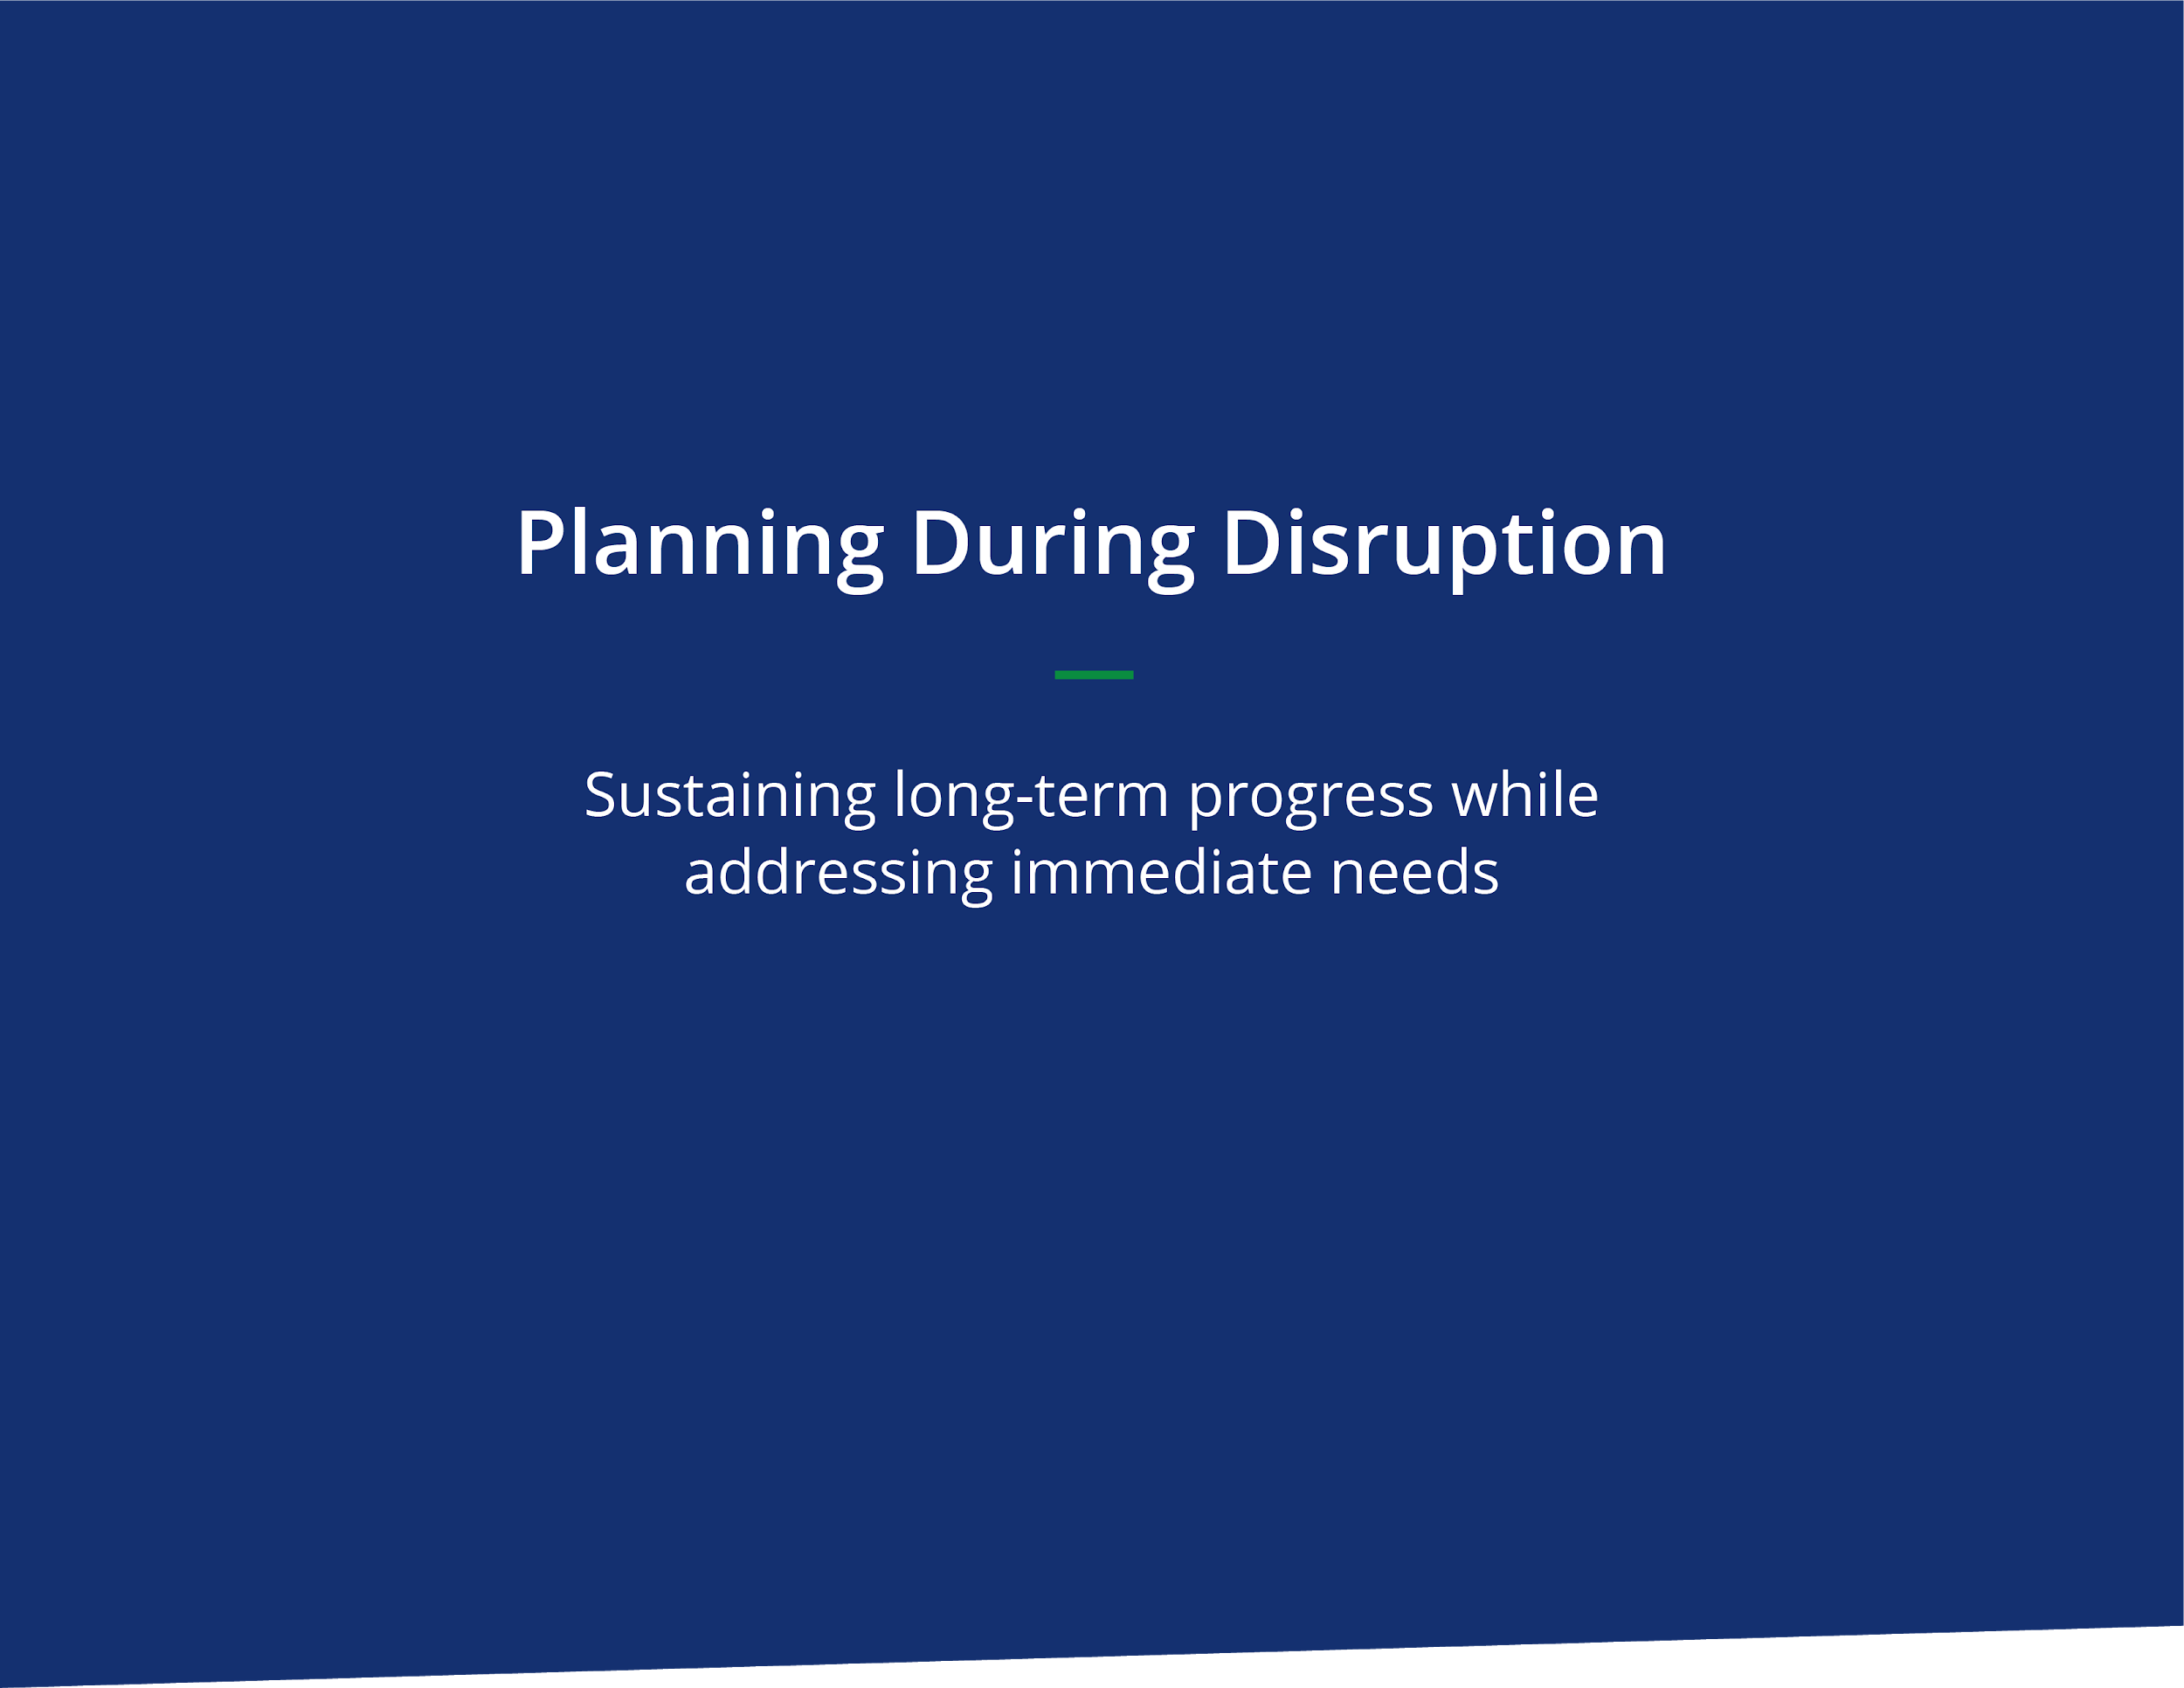 Planning During Disruption
Sustaining long-term progress while
addressing immediate needs